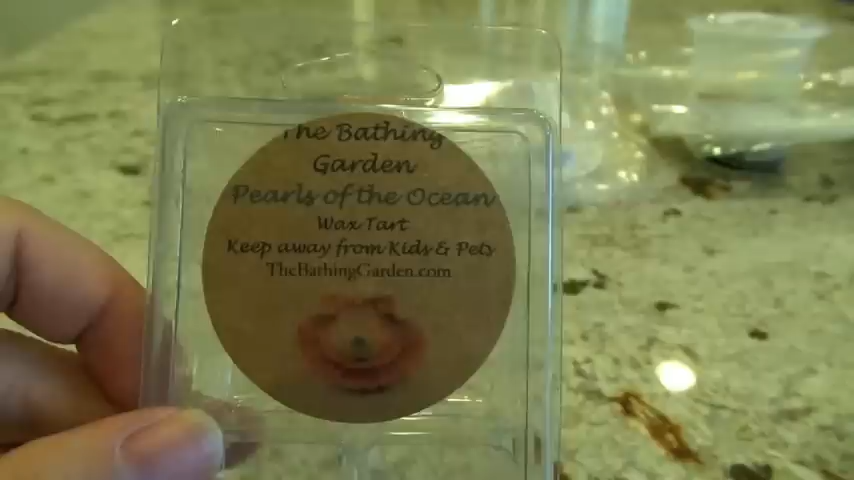 The Bathing
Garden
Pearls of the Ocean
Wax Tart
Keep away from Kids & Pets
TheBathingGarden.com